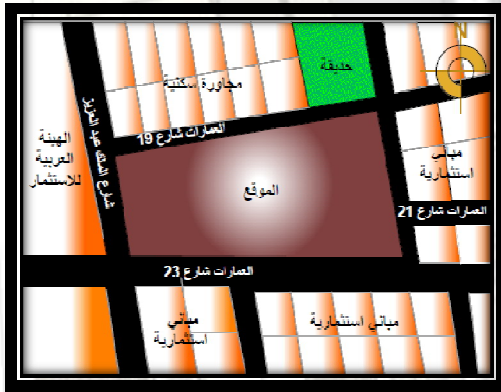 N
حديقة
مجاورة سكنية
العمارات شارع 19
الهيئة
العربية
للاستثمار
شارع الملك عبد العزيز
الموقع
مباني
استثمارية
العمارات شارع 21
العمارات شارع 23
مباني
استثمارية
مباني استثمارية